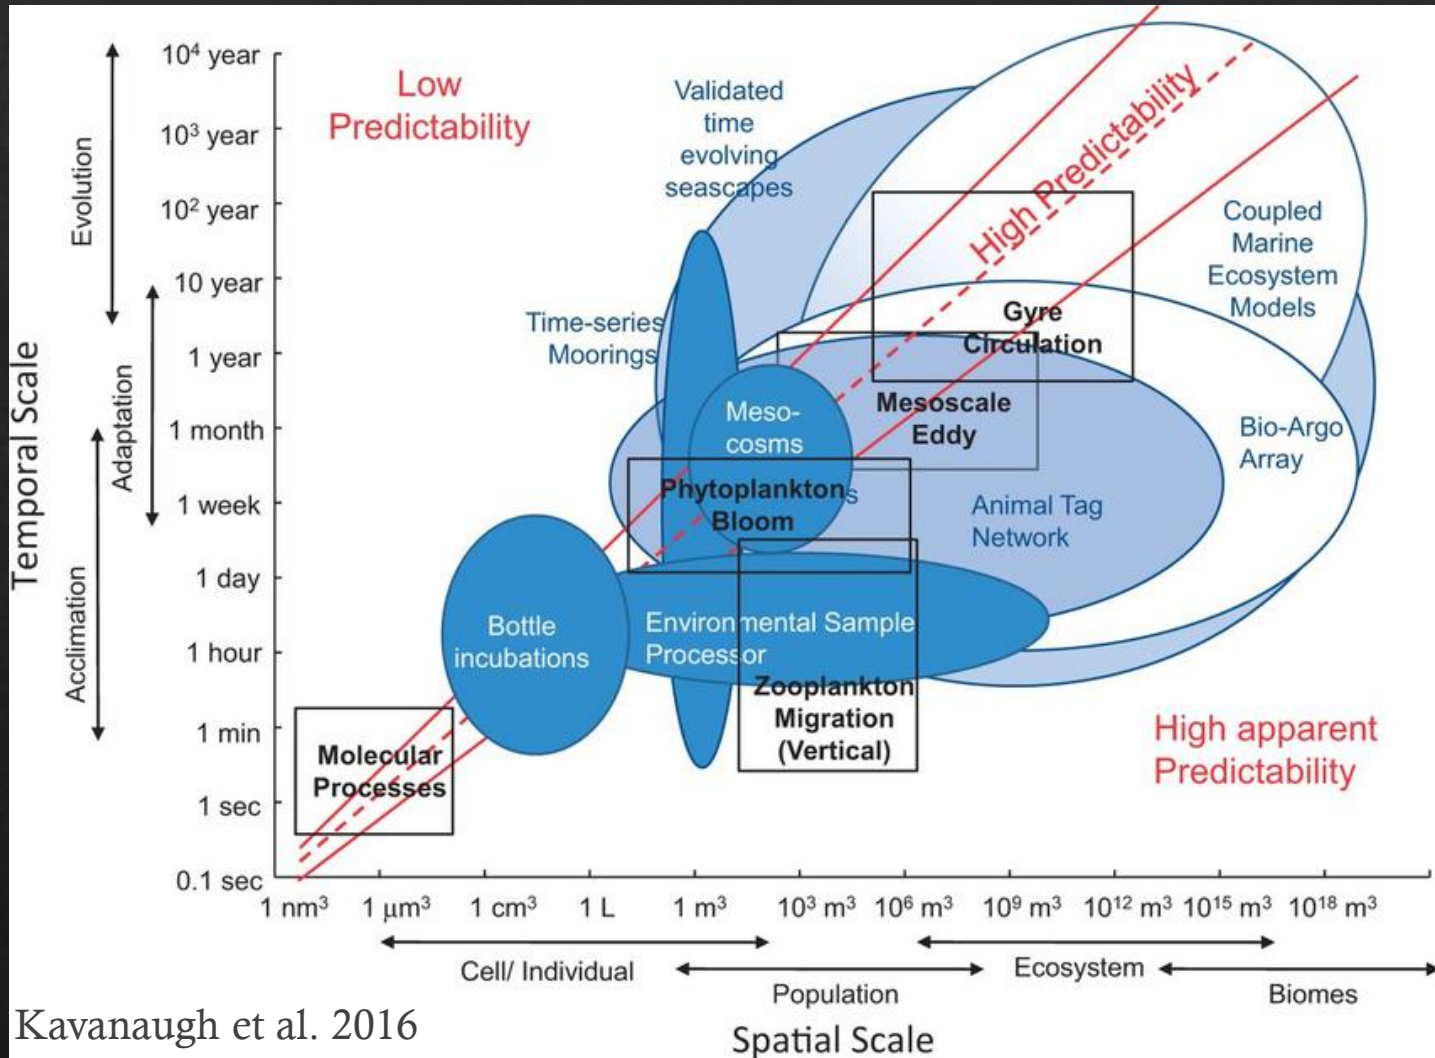 Temporal Scale
Evolution
Adaptation
Acclimation
10⁴ year
10³ year
10² year
10 year
1 year
1 month
1 week
1 day
1 hour
1 min
1 sec
0.1 sec
Low
Predictability
Validated
time
evolving
seascapes
High Predictability
Coupled
Marine
Ecosystem
Models
Time-series
Moorings
Gyre
Circulation
Meso-
cosms
Mesoscale
Eddy
Bio-Argo
Array
Phytoplankton
Bloom
Animal Tag
Network
Bottle
incubations
Environmental Sample
Processor
Zooplankton
Migration
(Vertical)
Molecular
Processes
High apparent
Predictability
1 nm³ 1 μm³ 1 cm³ 1 L 1 m³ 10³ m³ 10⁶ m³ 10⁹ m³ 10¹² m³ 10¹⁵ m³ 10¹⁸ m³
Cell/ Individual
Ecosystem
Population
Biomes
Kavanaugh et al. 2016
Spatial Scale